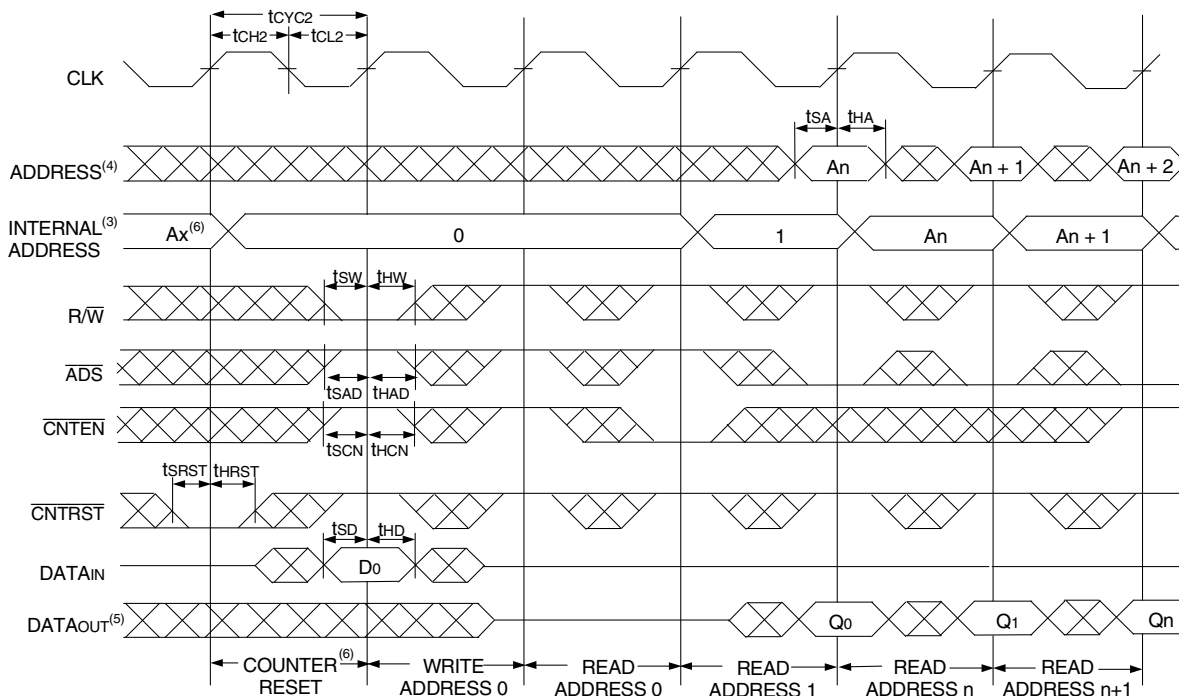 tCYC2
tCH2 tCL2
CLK
tSA tHA
ADDRESS(4) An An + 1 An + 2
INTERNAL(3) ADDRESS Ax(6) 0 1 An An + 1
tSW tHW
R/W
ADS
tSAD tHAD
CNTEN
tSCN tHCN
tSRST tHRST
CNTRST
tSD tHD
DATAIN D0
DATAOUT(5) Q0 Q1 Qn
COUNTER(6) RESET
WRITE ADDRESS 0
READ ADDRESS 0
READ ADDRESS 1
READ ADDRESS n
READ ADDRESS n+1